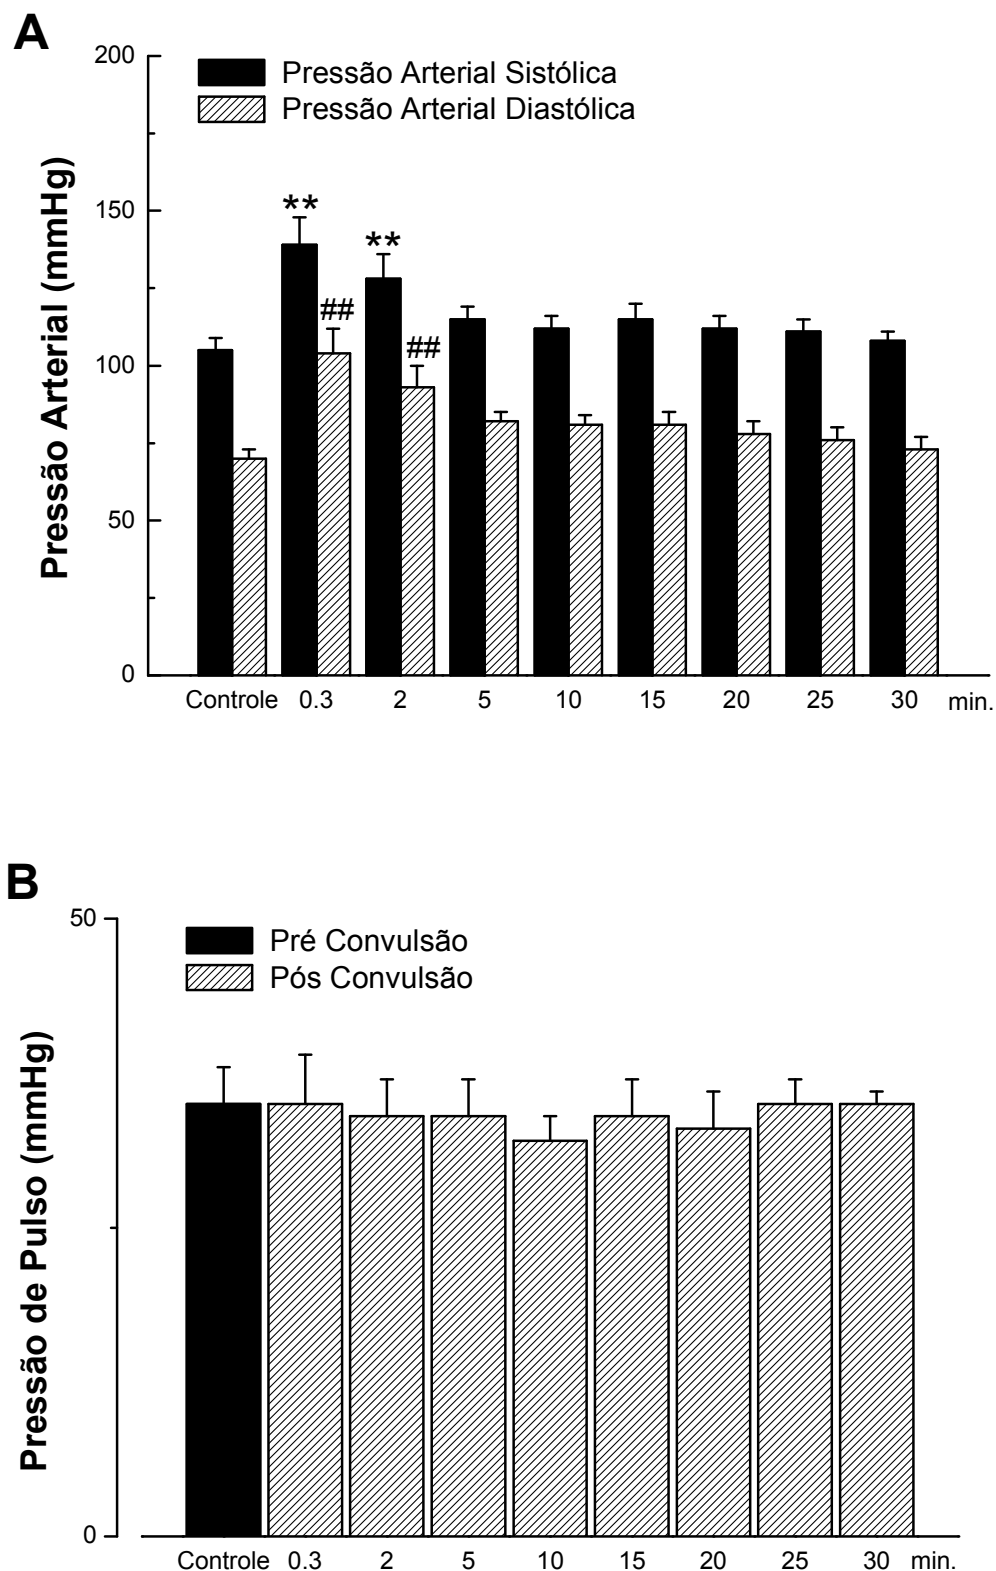 A
200
Pressão Arterial Sistólica
Pressão Arterial Diastólica
150
100
50
0
Pressão Arterial (mmHg)
**
**
##
##
Controle 0.3 2 5 10 15 20 25 30 min.
B
50
Pré Convulsão
Pós Convulsão
0
Pressão de Pulso (mmHg)
Controle 0.3 2 5 10 15 20 25 30 min.